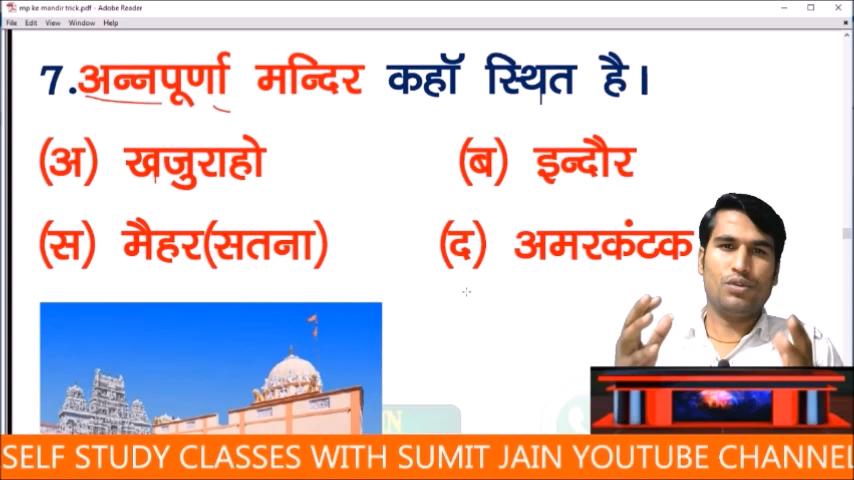 mp ke mandir trick.pdf - Adobe Reader
File Edit View Window Help
7.अन्नपूर्णा मन्दिर कहॉ स्थित है।
(अ) खजुराहो (ब) इन्दौर
(स) मैहर(सतना) (द) अमरकंटक
SELF STUDY CLASSES WITH SUMIT JAIN YOUTUBE CHANNEL